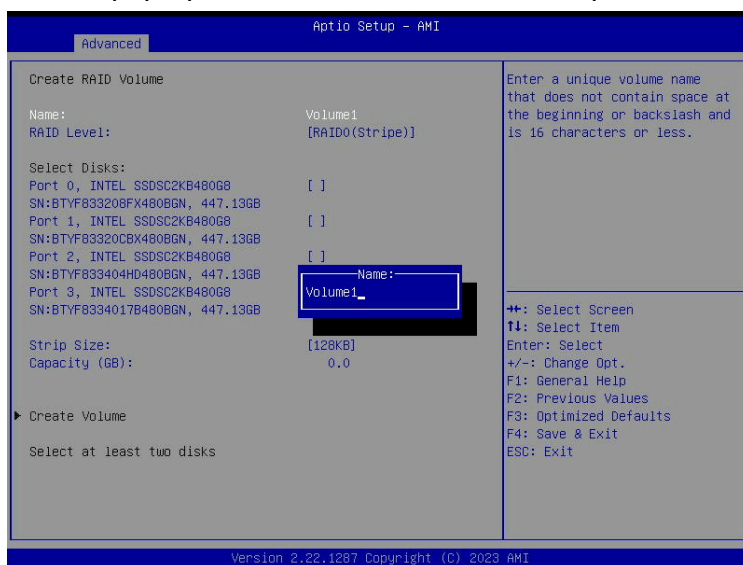 Aptio Setup - AMI
Advanced
Create RAID Volume
Name: Volume1
RAID Level: [RAID0(Stripe)]
Select Disks:
Port 0, INTEL SSDSC2KB480G8 [ ]
SN:BTYF833208FX480BGN, 447.13GB
Port 1, INTEL SSDSC2KB480G8 [ ]
SN:BTYF83320CBX480BGN, 447.13GB
Port 2, INTEL SSDSC2KB480G8 [ ]
SN:BTYF833404HD480BGN, 447.13GB
Port 3, INTEL SSDSC2KB480G8
SN:BTYF8334017B480BGN, 447.13GB
Name:
Volume1_
Strip Size: [128KB]
Capacity (GB): 0.0
Create Volume
Select at least two disks
Enter a unique volume name
that does not contain space at
the beginning or backslash and
is 16 characters or less.
→←: Select Screen
↑↓: Select Item
Enter: Select
+/-: Change Opt.
F1: General Help
F2: Previous Values
F3: Optimized Defaults
F4: Save & Exit
ESC: Exit
Version 2.22.1287 Copyright (C) 2023 AMI